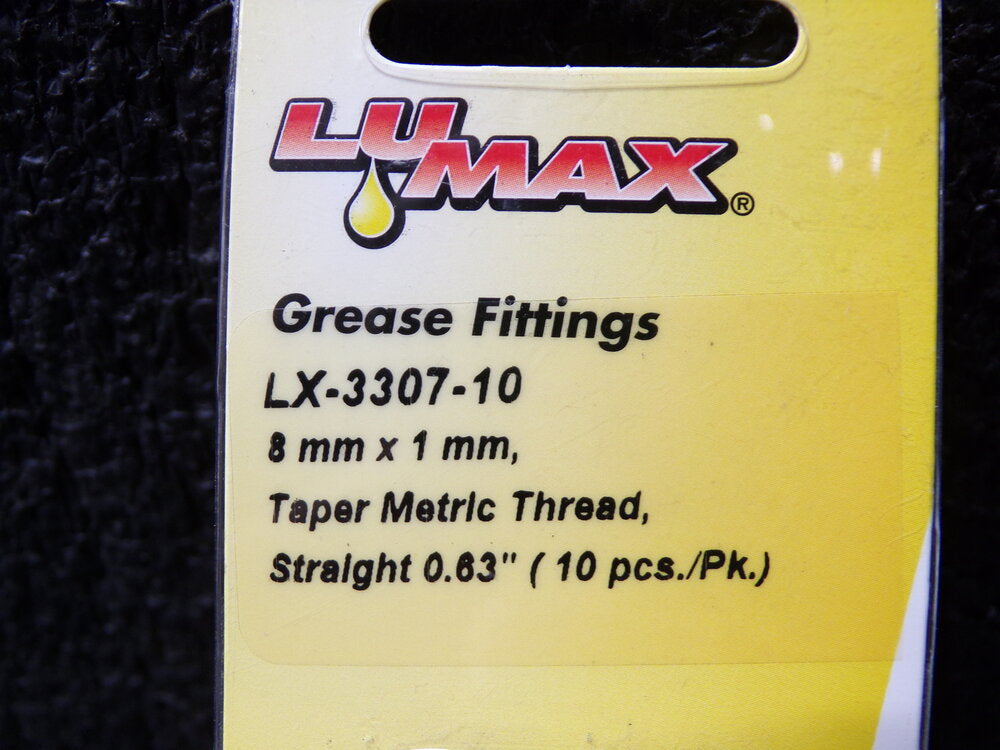 LUMAX®
Grease Fittings
LX-3307-10
8 mm x 1 mm,
Taper Metric Thread,
Straight 0.63" ( 10 pcs./Pk.)